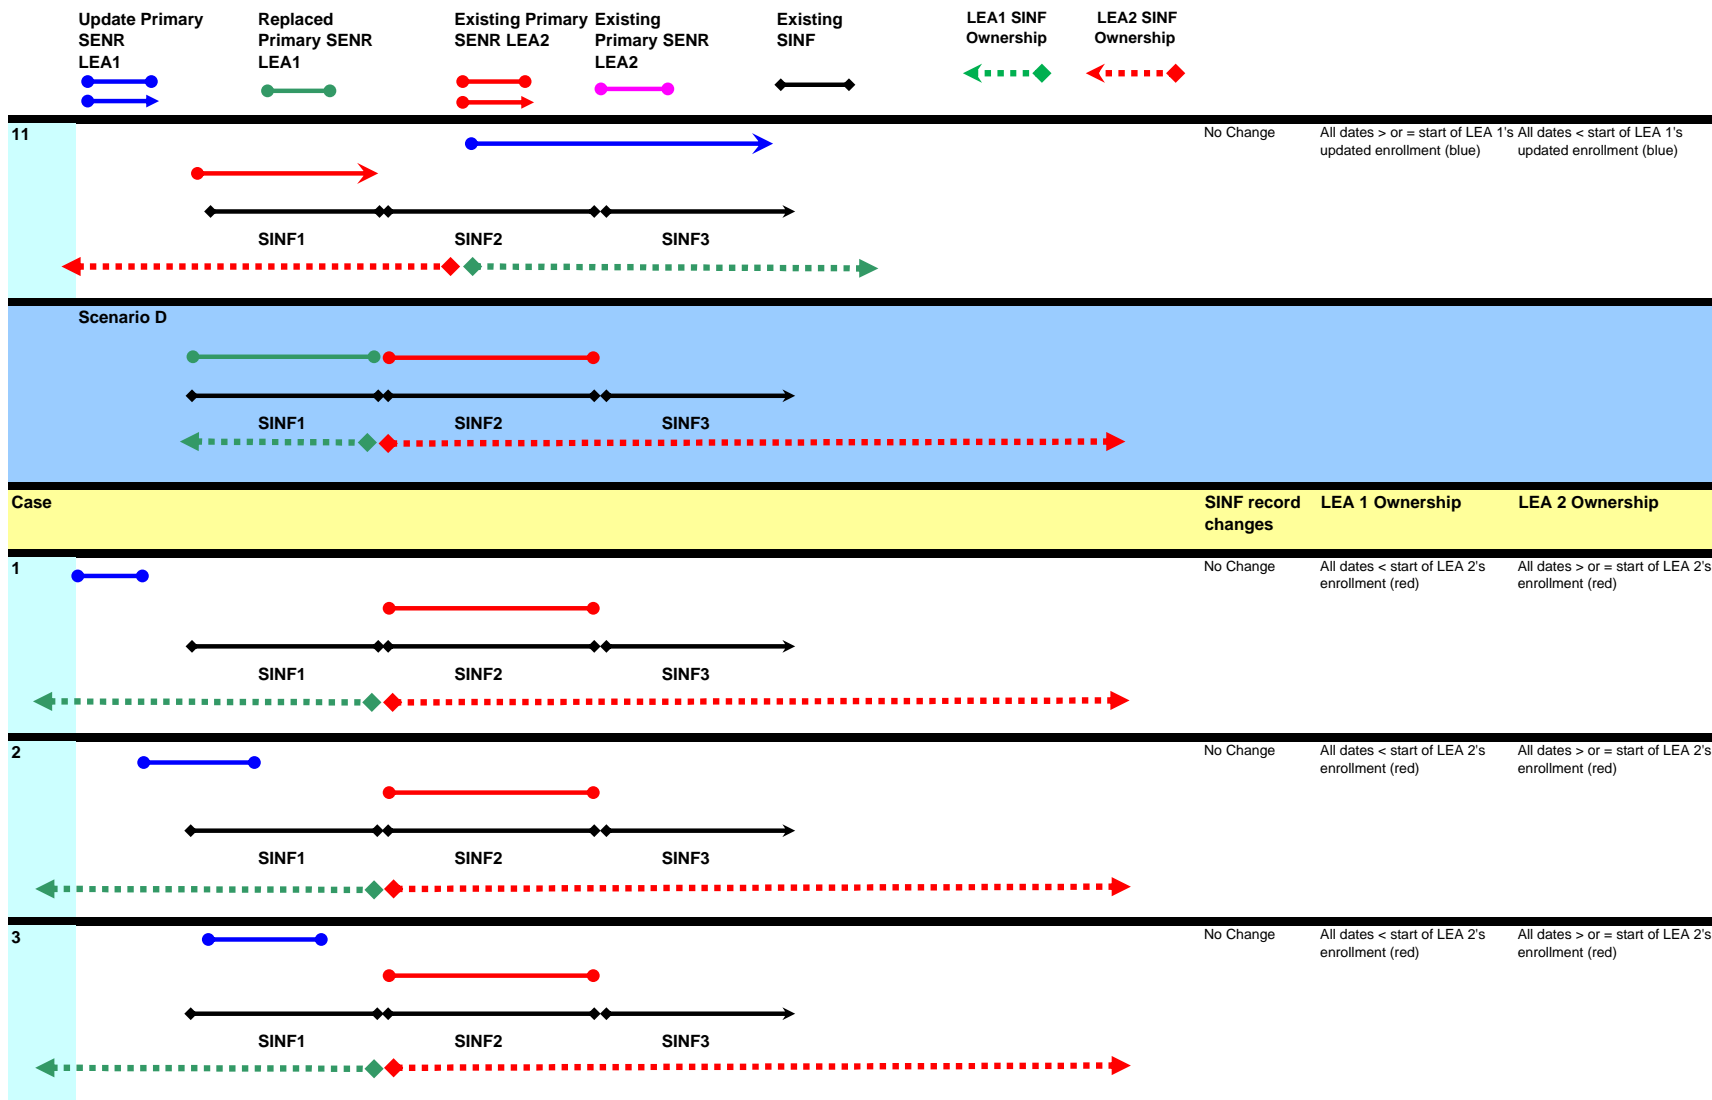 Update Primary
SENR
LEA1
Replaced
Primary SENR
LEA1
Existing Primary
SENR LEA2
Existing
Primary SENR
LEA2
Existing
SINF
LEA1 SINF
Ownership
LEA2 SINF
Ownership
11
No Change
All dates > or = start of LEA 1's
updated enrollment (blue)
All dates < start of LEA 1's
updated enrollment (blue)
SINF1
SINF2
SINF3
Scenario D
SINF1
SINF2
SINF3
Case
SINF record
changes
LEA 1 Ownership
LEA 2 Ownership
1
No Change
All dates < start of LEA 2's
enrollment (red)
All dates > or = start of LEA 2's
enrollment (red)
SINF1
SINF2
SINF3
2
No Change
All dates < start of LEA 2's
enrollment (red)
All dates > or = start of LEA 2's
enrollment (red)
SINF1
SINF2
SINF3
3
No Change
All dates < start of LEA 2's
enrollment (red)
All dates > or = start of LEA 2's
enrollment (red)
SINF1
SINF2
SINF3